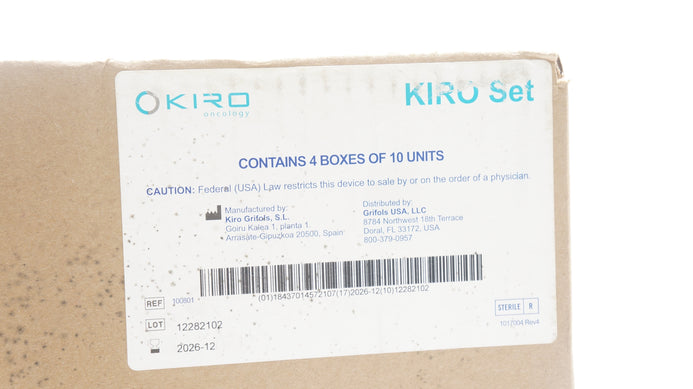 KIRO
oncology
KIRO Set
CONTAINS 4 BOXES OF 10 UNITS
CAUTION: Federal (USA) Law restricts this device to sale by or on the order of a physician.
Manufactured by:
Kiro Grifols, S.L.
Goiru Kalea 1, planta 1
Arrasate-Gipuzkoa 20500, Spain
Distributed by:
Grifols USA, LLC
8784 Northwest 18th Terrace
Doral, FL 33172, USA
800-379-0957
(01)18437014572107(17)2026-12(10)12282102
REF 100801
LOT 12282102
2026-12
STERILE R
1017004 Rev4